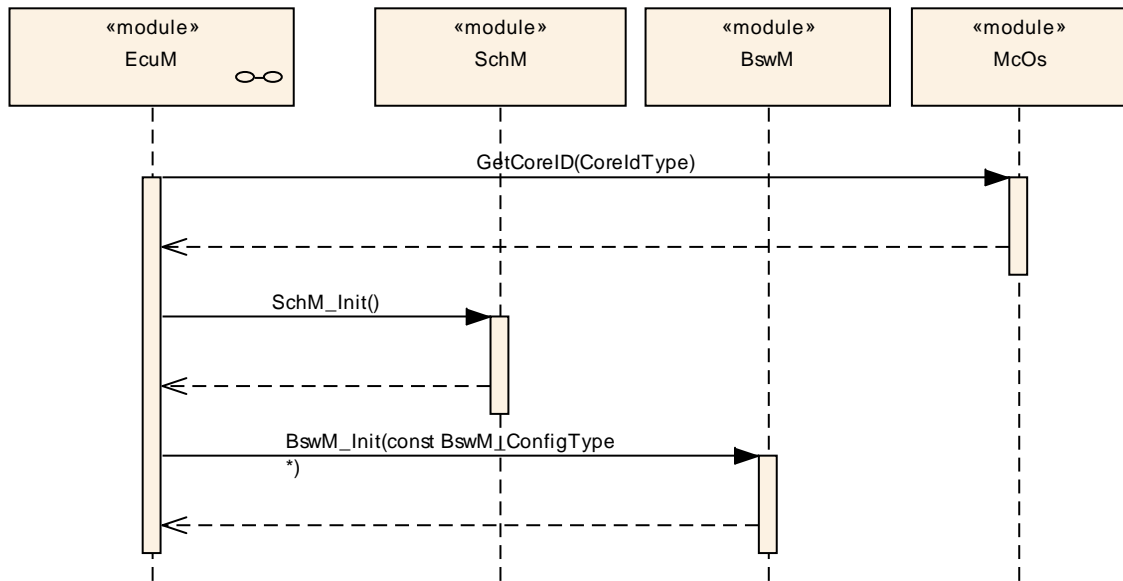 «module»
EcuM
«module»
SchM
«module»
BswM
«module»
McOs
GetCoreID(CoreIdType)
SchM_Init()
BswM_Init(const BswM_ConfigType
*)